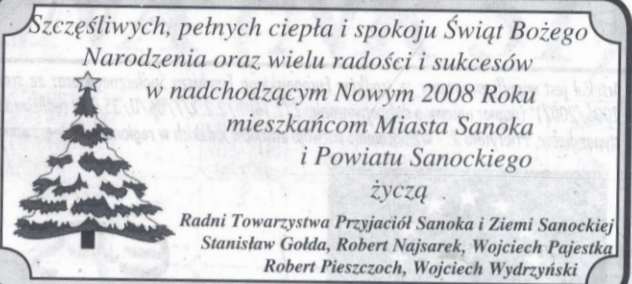 Szczęśliwych, pełnych ciepła i spokoju Świąt Bożego
Narodzenia oraz wielu radości i sukcesów
w nadchodzącym Nowym 2008 Roku
mieszkańcom Miasta Sanoka
i Powiatu Sanockiego
życzą
Radni Towarzystwa Przyjaciół Sanoka i Ziemi Sanockiej
Stanisław Gołda, Robert Najsarek, Wojciech Pajestka
Robert Pieszczoch, Wojciech Wydrzyński